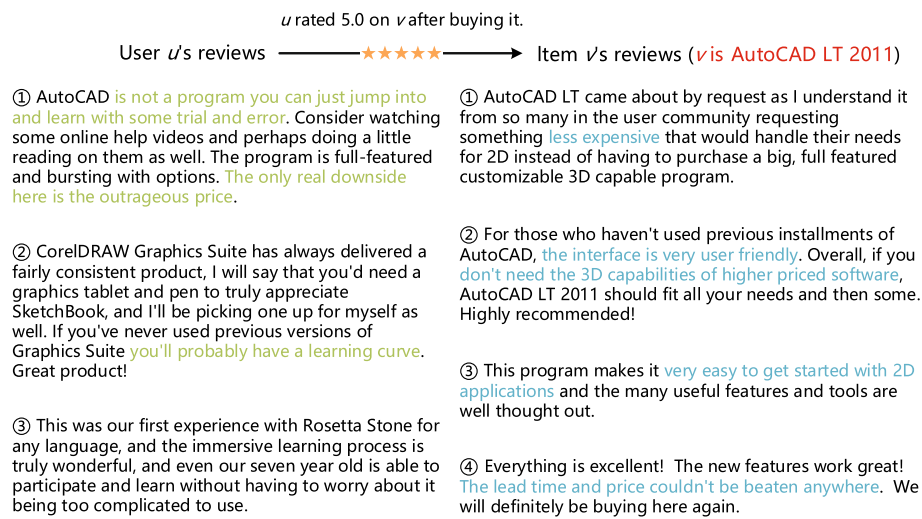 u rated 5.0 on v after buying it.
User u's reviews
Item v's reviews (v is AutoCAD LT 2011)
① AutoCAD is not a program you can just jump into
and learn with some trial and error. Consider watching
some online help videos and perhaps doing a little
reading on them as well. The program is full-featured
and bursting with options. The only real downside
here is the outrageous price.
② CorelDRAW Graphics Suite has always delivered a
fairly consistent product, I will say that you'd need a
graphics tablet and pen to truly appreciate
SketchBook, and I'll be picking one up for myself as
well. If you've never used previous versions of
Graphics Suite you'll probably have a learning curve.
Great product!
③ This was our first experience with Rosetta Stone for
any language, and the immersive learning process is
truly wonderful, and even our seven year old is able to
participate and learn without having to worry about it
being too complicated to use.
① AutoCAD LT came about by request as I understand it
from so many in the user community requesting
something less expensive that would handle their needs
for 2D instead of having to purchase a big, full featured
customizable 3D capable program.
② For those who haven't used previous installments of
AutoCAD, the interface is very user friendly. Overall, if you
don't need the 3D capabilities of higher priced software,
AutoCAD LT 2011 should fit all your needs and then some.
Highly recommended!
③ This program makes it very easy to get started with 2D
applications and the many useful features and tools are
well thought out.
④ Everything is excellent! The new features work great!
The lead time and price couldn't be beaten anywhere. We
will definitely be buying here again.